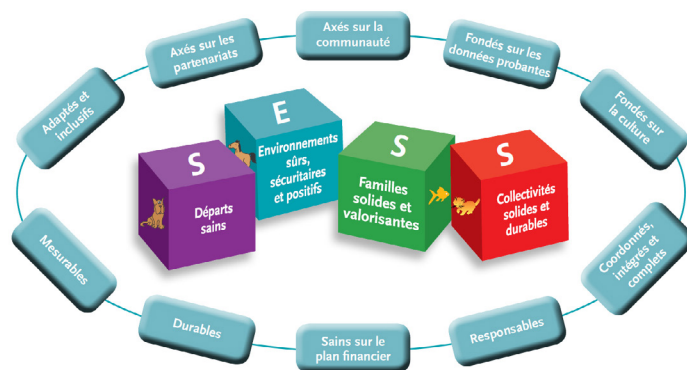 Axés sur la
communauté
Axés sur les
partenariats
Fondés sur les
données probantes
Adaptés et
inclusifs
Fondés sur
la culture
E
Environnements
sûrs,
sécuritaires
et positifs
S
Départs
sains
S
Familles
solides et
valorisantes
S
Collectivités
solides et
durables
Mesurables
Coordonnés,
intégrés et
complets
Durables
Responsables
Sains sur le
plan financier